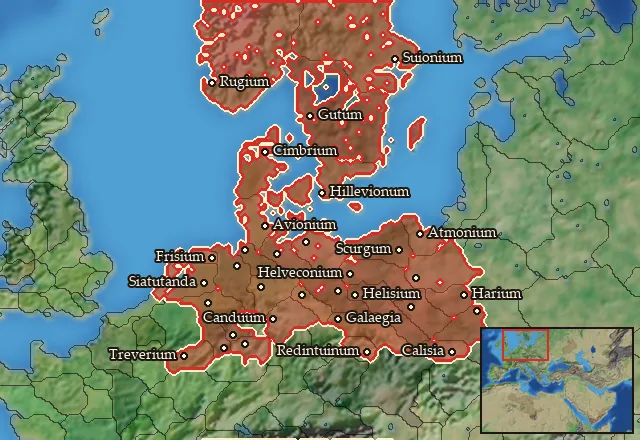 Suionium
Rugium
Gutum
Cimbrium
Hillevionum
Avionium
Atmonium
Scurgum
Frisium
Helveconium
Siatutanda
Helisium
Harium
Canduum
Galaegia
Treverium
Redintuinum
Calisia